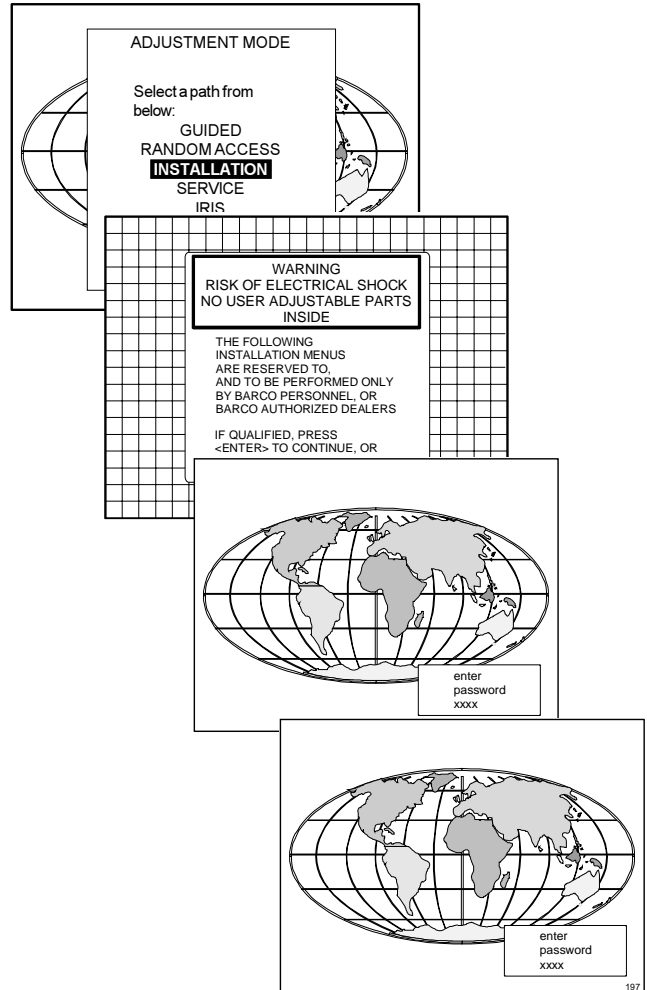 ADJUSTMENT MODE
Select a path from
below:
GUIDED
RANDOM ACCESS
INSTALLATION
SERVICE
IRIS
WARNING
RISK OF ELECTRICAL SHOCK
NO USER ADJUSTABLE PARTS
INSIDE
THE FOLLOWING
INSTALLATION MENUS
ARE RESERVED TO,
AND TO BE PERFORMED ONLY
BY BARCO PERSONNEL, OR
BARCO AUTHORIZED DEALERS
IF QUALIFIED, PRESS
<ENTER> TO CONTINUE, OR
enter
password
xxxx
enter
password
xxxx
197